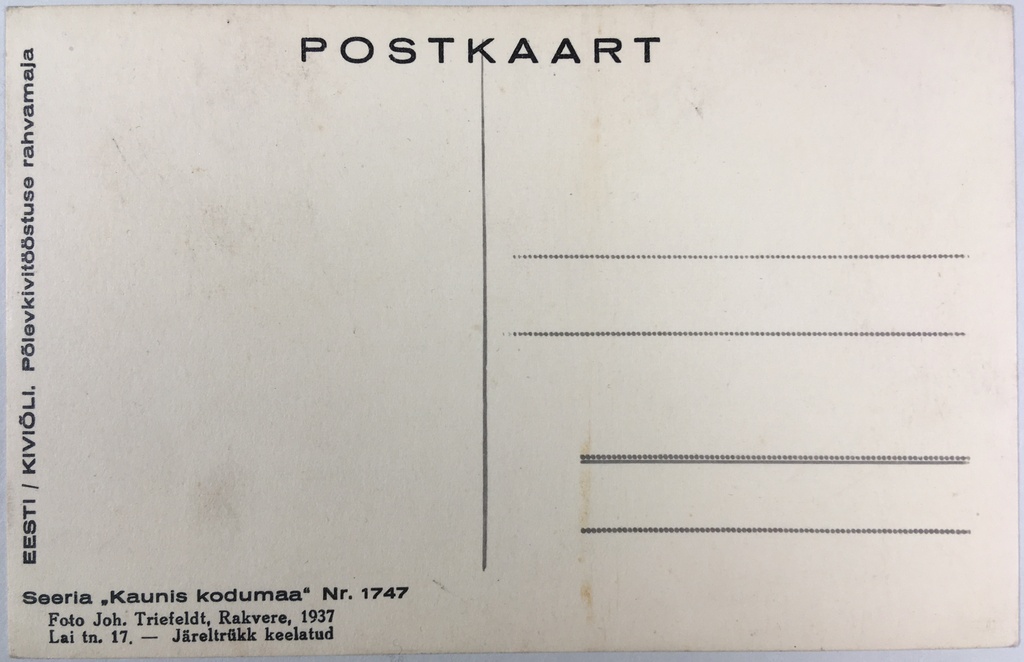 POSTKAART
EESTI / KIVIÕLI. Põlevkivitööstuse rahvamaja
Seeria „Kaunis kodumaa“ Nr. 1747
Foto Joh. Triefeldt, Rakvere, 1937
Lai tn. 17. — Järeltrükk keelatud